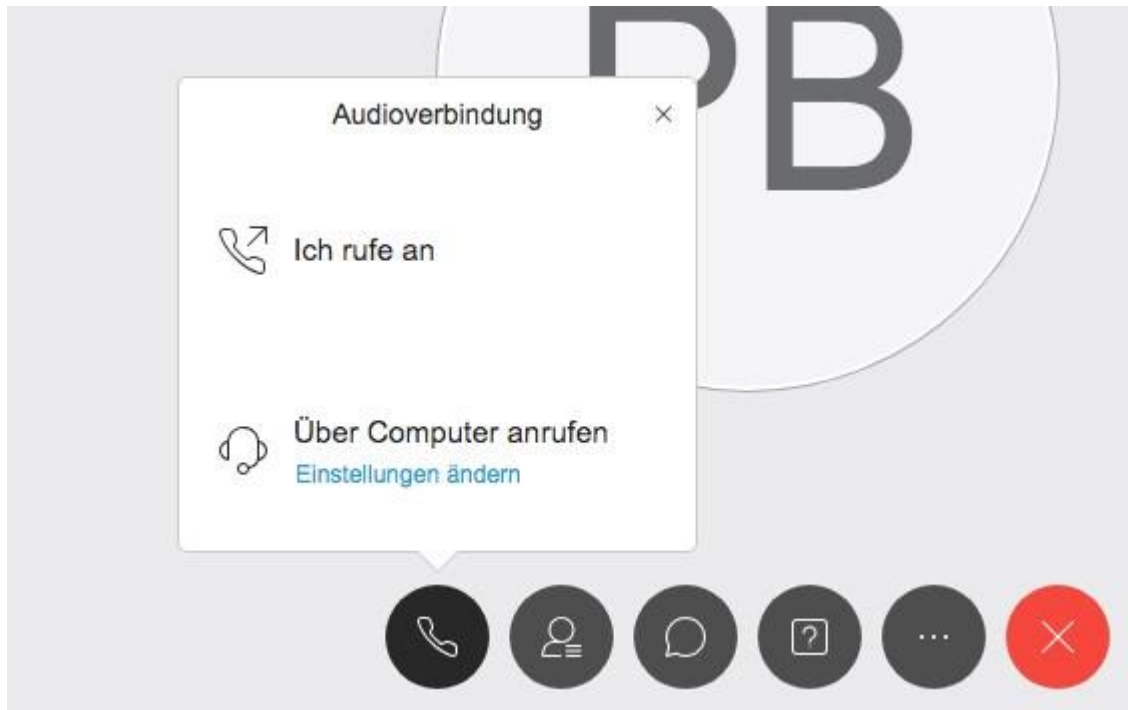 PB
Audioverbindung
Ich rufe an
Über Computer anrufen
Einstellungen ändern
?